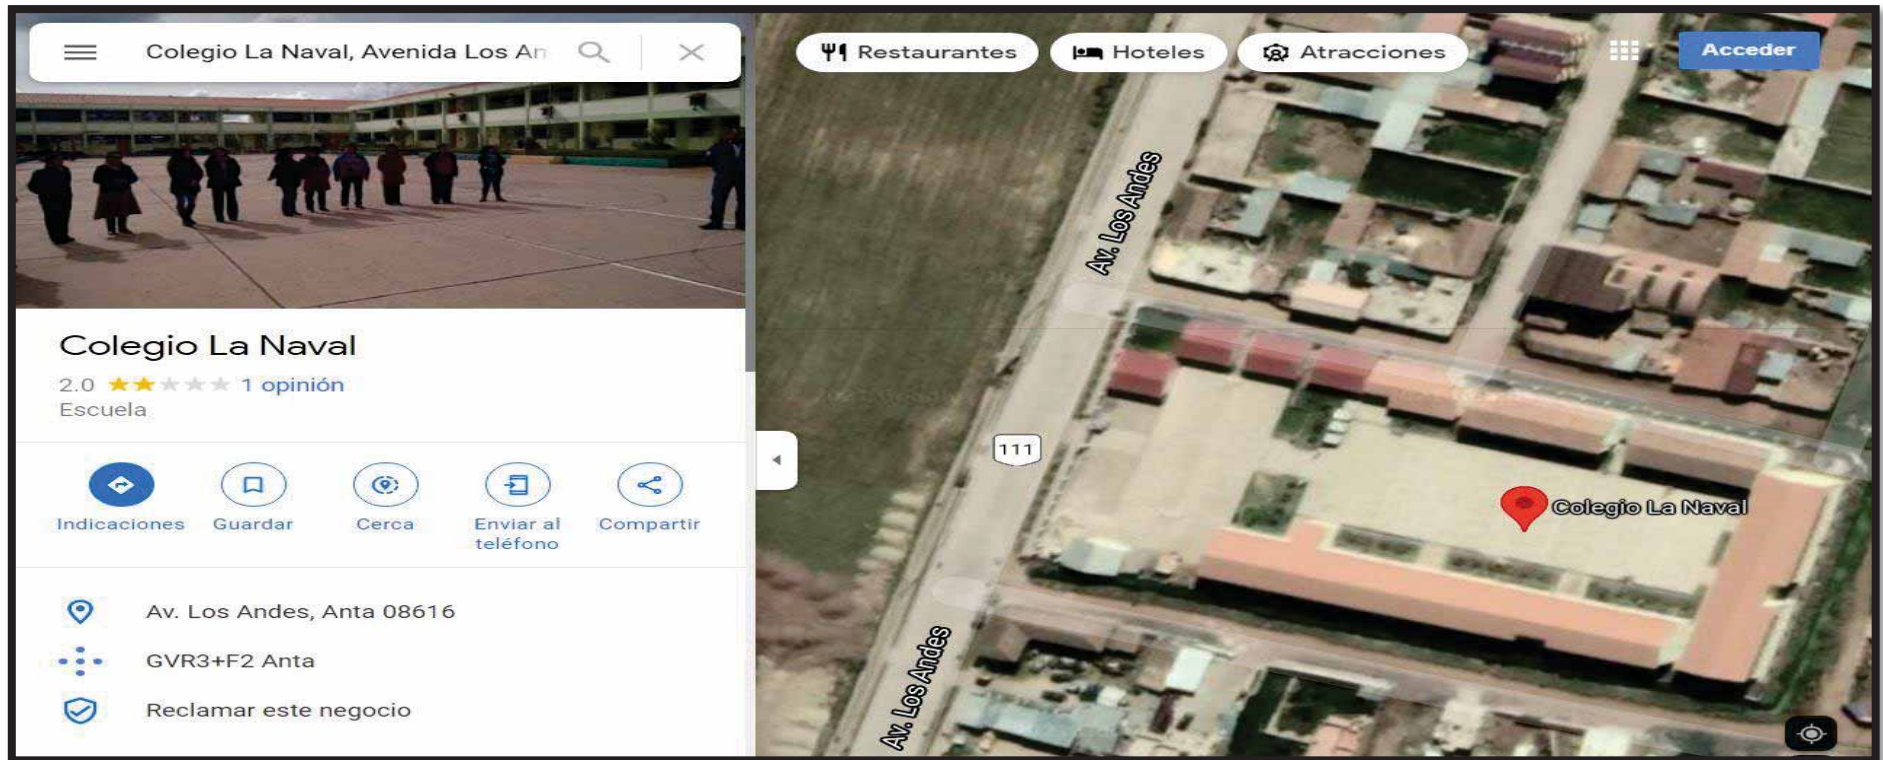 Colegio La Naval, Avenida Los An
Restaurantes
Hoteles
Atracciones
Acceder
Colegio La Naval
2.0 1 opinión
Escuela
Indicaciones
Guardar
Cerca
Enviar al
teléfono
Compartir
Av. Los Andes, Anta 08616
GVR3+F2 Anta
Reclamar este negocio
Av. Los Andes
111
Colegio La Naval
Av. Los Andes